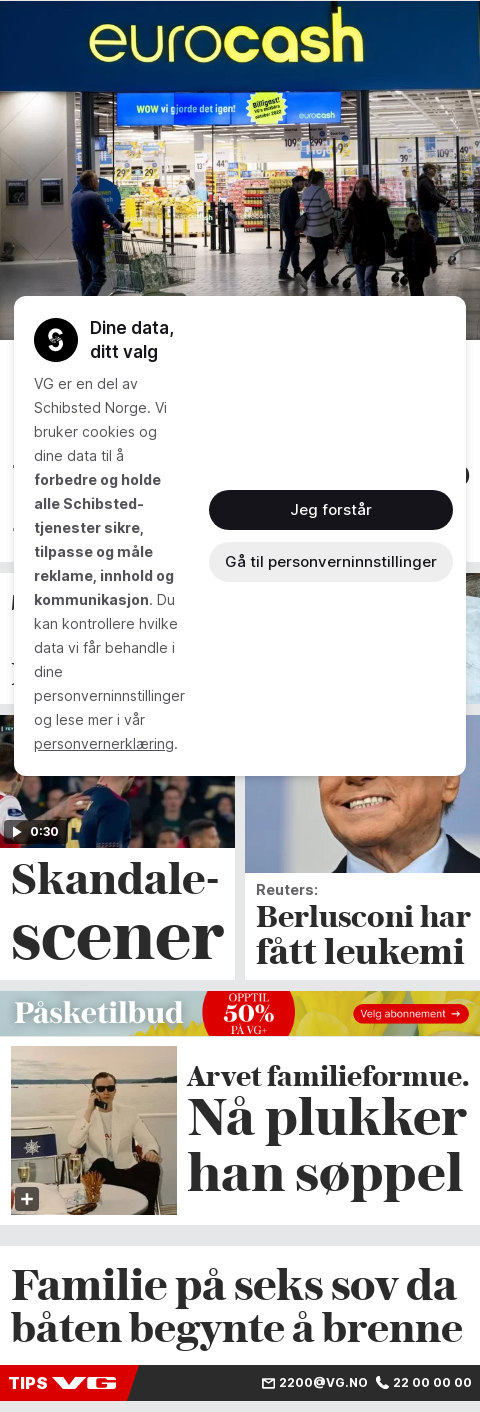 eurocash
WOW vi gjorde det igjen!
Billigst!
eurocash
Dine data,
ditt valg
VG er en del av
Schibsted Norge. Vi
bruker cookies og
dine data til å
forbedre og holde
alle Schibsted-
tjenester sikre,
tilpasse og måle
reklame, innhold og
kommunikasjon. Du
kan kontrollere hvilke
data vi får behandle i
dine
personverninnstillinger
og lese mer i vår
personvernerklæring.
Jeg forstår
Gå til personverninnstillinger
0:30
Skandale-
scener
Reuters:
Berlusconi har
fått leukemi
Påsketilbud
OPPTIL
50%
PÅ VG+
Velg abonnement →
Arvet familieformue.
Nå plukker
han søppel
Familie på seks sov da
båten begynte å brenne
TIPS VG
2200@VG.NO
22 00 00 00